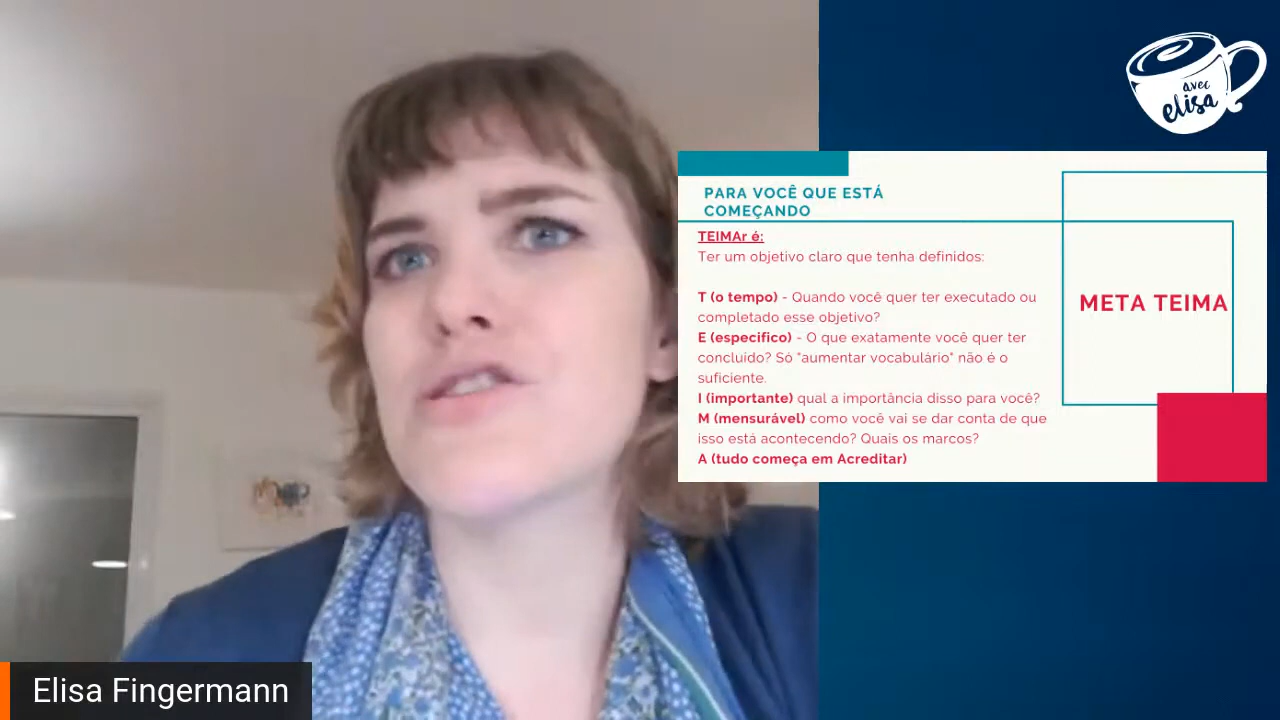 avec
elisa
PARA VOCÊ QUE ESTÁ
COMEÇANDO
TEIMAr é:
Ter um objetivo claro que tenha definidos:
T (o tempo) - Quando você quer ter executado ou
completado esse objetivo?
E (especifico) - O que exatamente você quer ter
concluído? Só "aumentar vocabulário" não é o
suficiente.
I (importante) qual a importância disso para você?
M (mensurável) como você vai se dar conta de que
isso está acontecendo? Quais os marcos?
A (tudo começa em Acreditar)
META TEIMA
Elisa Fingermann